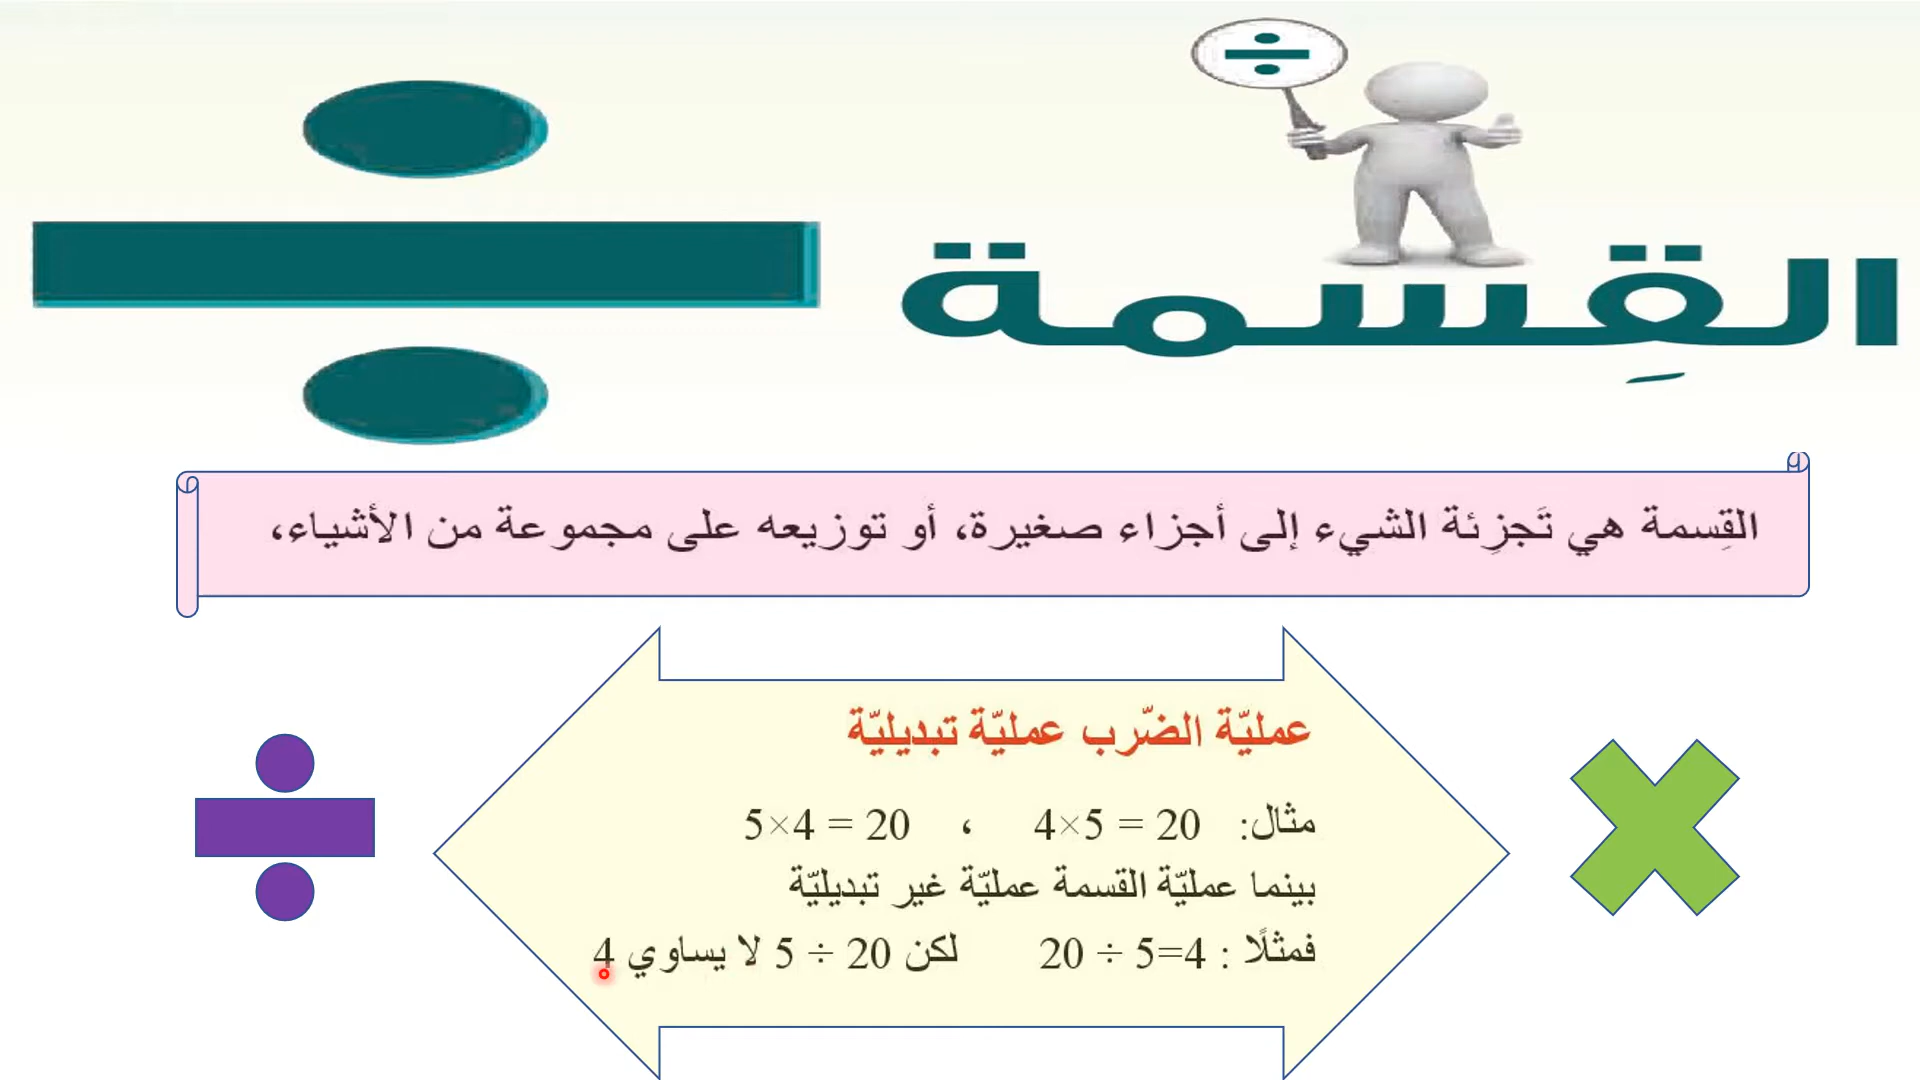 ÷
القِسمة
القِسمة هي تَجزِئة الشيء إلى أجزاء صغيرة، أو توزيعه على مجموعة من الأشياء،
عمليّة الضّرب عمليّة تبديليّة
مثال: 4×5 = 20 ، 5×4 = 20
بينما عمليّة القسمة عمليّة غير تبديليّة
فمثلًا : 20 ÷ 5=4 لكن 5 ÷ 20 لا يساوي 4